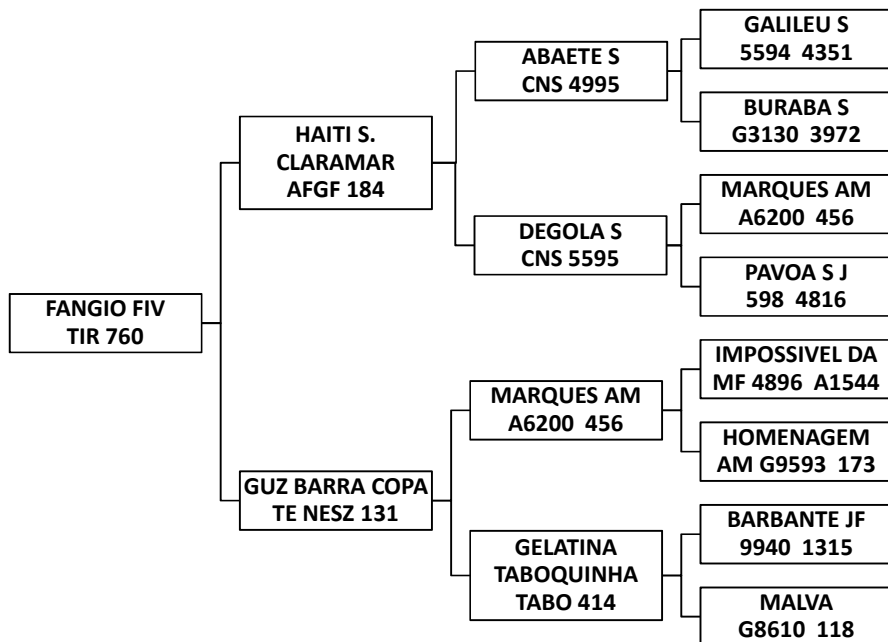 GALILEU S
5594 4351
ABAETE S
CNS 4995
BURABA S
G3130 3972
HAITI S.
CLARAMAR
AFGF 184
MARQUES AM
A6200 456
DEGOLA S
CNS 5595
PAVOA S J
598 4816
FANGIO FIV
TIR 760
IMPOSSIVEL DA
MF 4896 A1544
MARQUES AM
A6200 456
HOMENAGEM
AM G9593 173
GUZ BARRA COPA
TE NESZ 131
BARBANTE JF
9940 1315
GELATINA
TABOQUINHA
TABO 414
MALVA
G8610 118